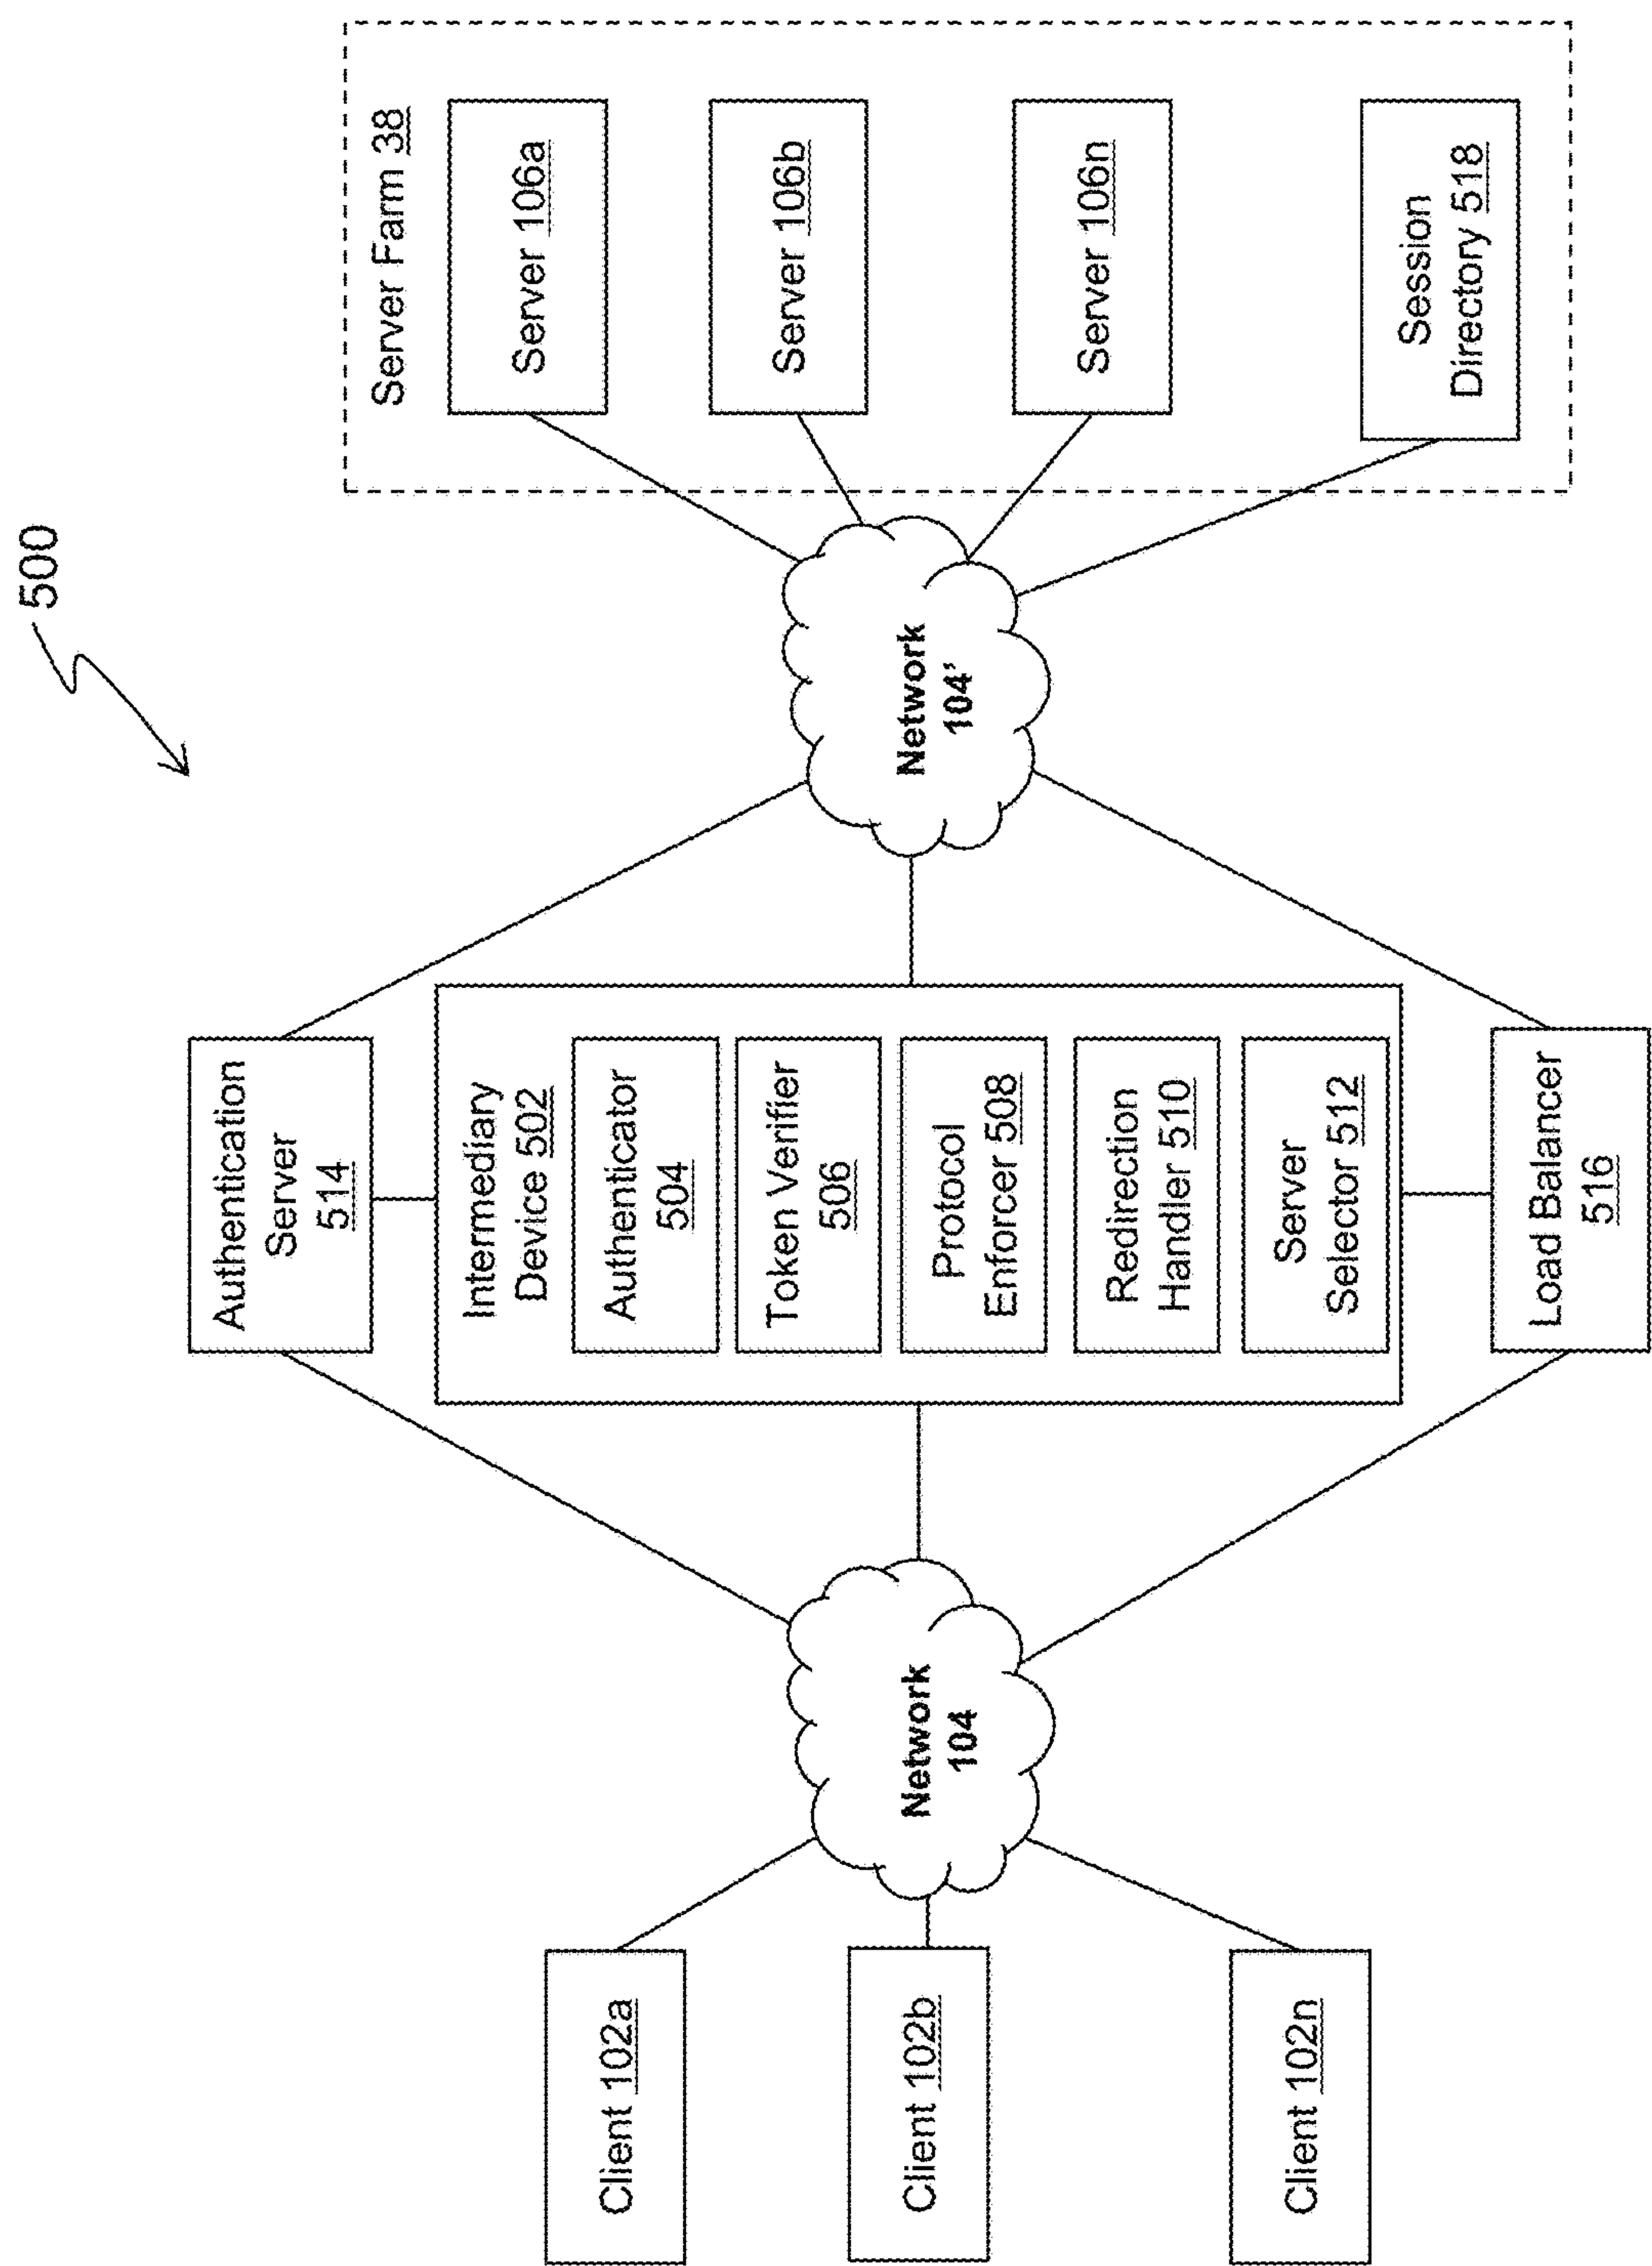 500
Client 102a
Client 102b
Client 102n
Network
104
Authentication
Server
514
Intermediary
Device 502
Authenticator
504
Token Verifier
506
Protocol
Enforcer 508
Redirection
Handler 510
Server
Selector 512
Load Balancer
516
Network
104’
Server Farm 38
Server 106a
Server 106b
Server 106n
Session
Directory 518